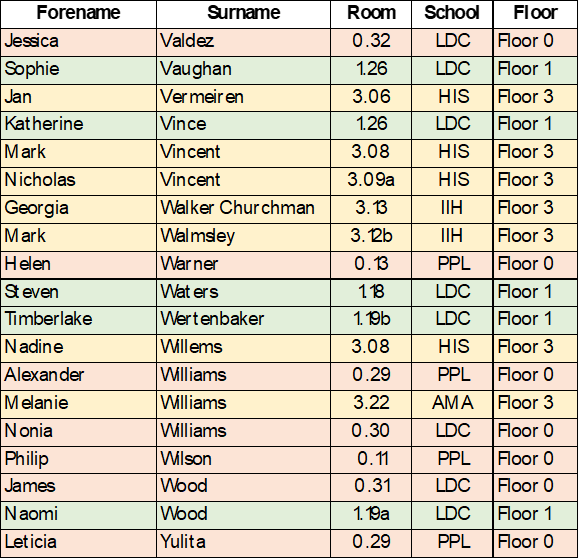 Forename Surname Room School Floor
Jessica Valdez 0.32 LDC Floor 0
Sophie Vaughan 1.26 LDC Floor 1
Jan Vermeiren 3.06 HIS Floor 3
Katherine Vince 1.26 LDC Floor 1
Mark Vincent 3.08 HIS Floor 3
Nicholas Vincent 3.09a HIS Floor 3
Georgia Walker Churchman 3.13 IIH Floor 3
Mark Walmsley 3.12b IIH Floor 3
Helen Warner 0.13 PPL Floor 0
Steven Waters 1.18 LDC Floor 1
Timberlake Wertenbaker 1.19b LDC Floor 1
Nadine Willems 3.08 HIS Floor 3
Alexander Williams 0.29 PPL Floor 0
Melanie Williams 3.22 AMA Floor 3
Nonia Williams 0.30 LDC Floor 0
Philip Wilson 0.11 PPL Floor 0
James Wood 0.31 LDC Floor 0
Naomi Wood 1.19a LDC Floor 1
Leticia Yulita 0.29 PPL Floor 0